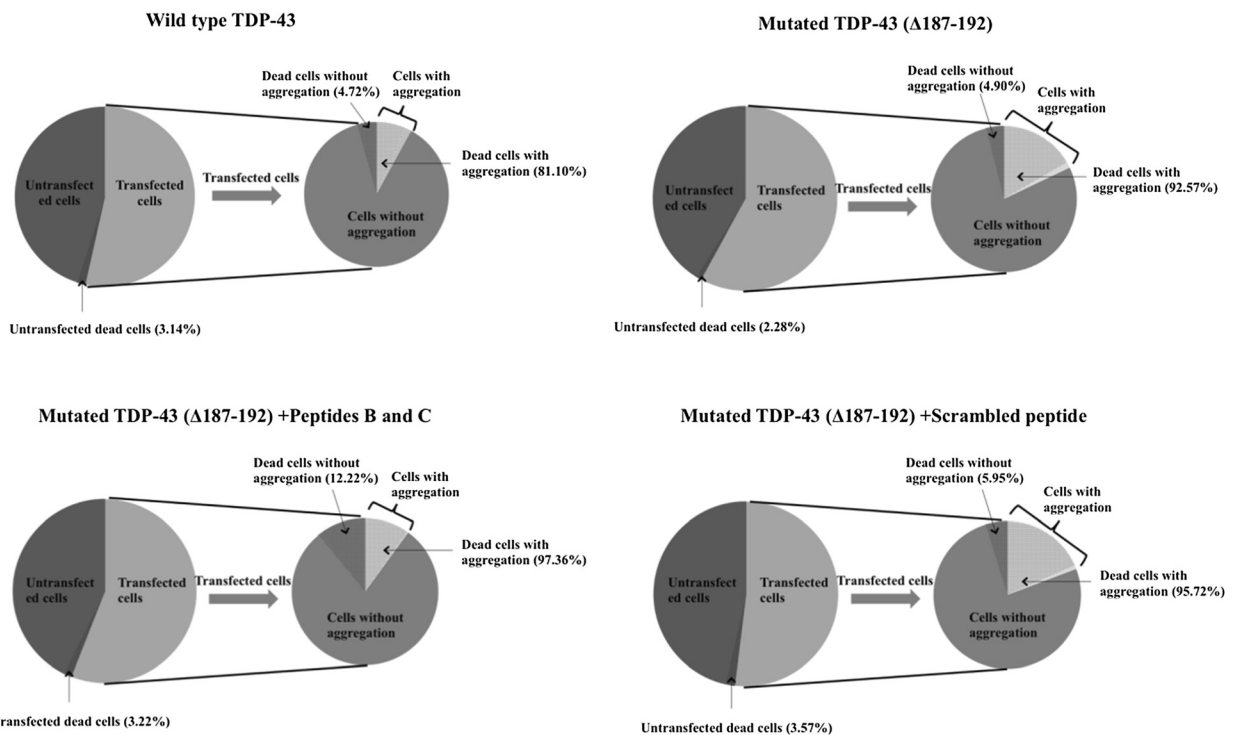 Wild type TDP-43
Dead cells without
aggregation (4.72%)
Cells with
aggregation
Untransfect
ed cells
Transfected
cells
Transfected cells
Dead cells with
aggregation (81.10%)
Cells without
aggregation
Untransfected dead cells (3.14%)
Mutated TDP-43 (Δ187-192)
Dead cells without
aggregation (4.90%)
Cells with
aggregation
Untransfect
ed cells
Transfected
cells
Transfected cells
Dead cells with
aggregation (92.57%)
Cells without
aggregation
Untransfected dead cells (2.28%)
Mutated TDP-43 (Δ187-192) +Peptides B and C
Dead cells without
aggregation (12.22%)
Cells with
aggregation
Untransfect
ed cells
Transfected
cells
Transfected cells
Dead cells with
aggregation (97.36%)
Cells without
aggregation
ransfected dead cells (3.22%)
Mutated TDP-43 (Δ187-192) +Scrambled peptide
Dead cells without
aggregation (5.95%)
Cells with
aggregation
Untransfect
ed cells
Transfected
cells
Transfected cells
Dead cells with
aggregation (95.72%)
Cells without
aggregation
Untransfected dead cells (3.57%)